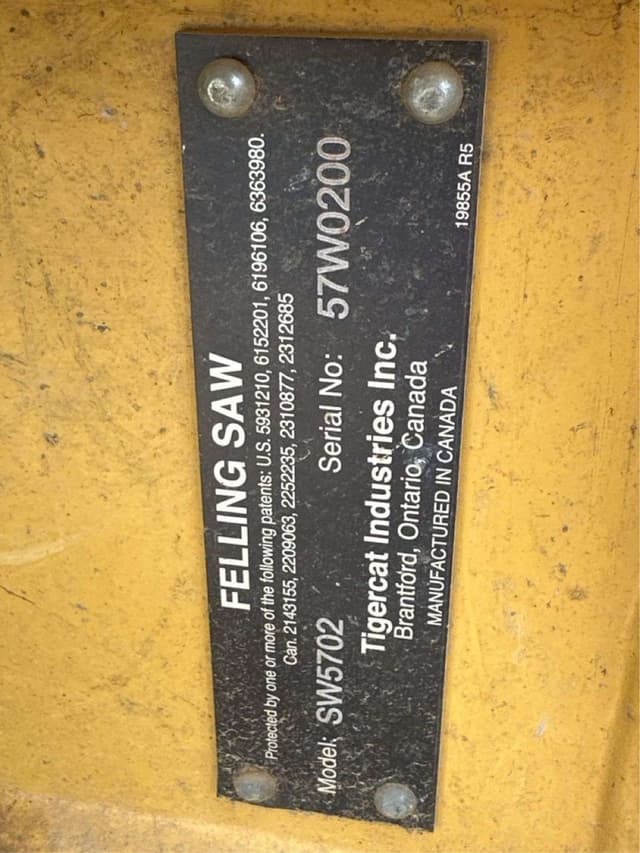 FELLING SAW
Protected by one or more of the following patents: U.S. 5931210, 6152201, 6196106, 6363980.
Can. 2143155, 2209063, 2252235, 2310877, 2312685
Model: SW5702 Serial No: 57W0200
Tigercat Industries Inc.
Brantford, Ontario, Canada
MANUFACTURED IN CANADA
19855A R5